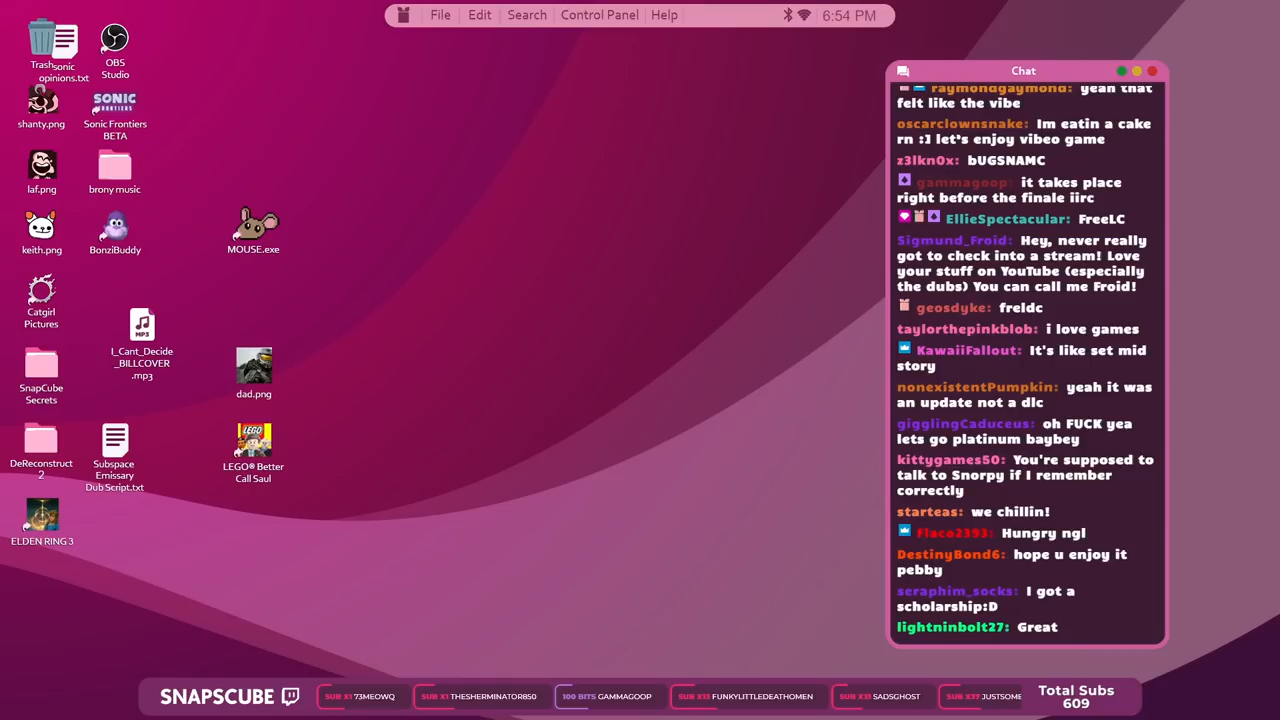 File Edit Search Control Panel Help 6:54 PM
Trash
sonic
opinions.txt
OBS
Studio
shanty.png
SONIC
FRONTIERS
Sonic Frontiers
BETA
laf.png
brony music
keith.png
BonziBuddy
MOUSE.exe
Catgirl
Pictures
MP3
I_Cant_Decide
_BILLCOVER
.mp3
SnapCube
Secrets
dad.png
DeReconstruct
2
Subspace
Emissary
Dub Script.txt
LEGO
LEGO® Better
Call Saul
ELDEN RING 3
Chat
raymondgaymond: yeah that
felt like the vibe
oscarclownsnake: Im eatin a cake
rn :] let's enjoy vibeo game
z3lkn0x: bUGSNAMC
gammagoop: it takes place
right before the finale iirc
EllieSpectacular: FreeLC
Sigmund_Froid: Hey, never really
got to check into a stream! Love
your stuff on YouTube (especially
the dubs) You can call me Froid!
geosdyke: freldc
taylorthepinkblob: i love games
KawaiiFallout: It's like set mid
story
nonexistentPumpkin: yeah it was
an update not a dlc
gigglingCaduceus: oh FUCK yea
lets go platinum baybey
kittygames50: You're supposed to
talk to Snorpy if I remember
correctly
starteas: we chillin!
flaco2393: Hungry ngl
DestinyBond6: hope u enjoy it
pebby
seraphim_socks: I got a
scholarship:D
lightninbolt27: Great
SNAPSCUBE
SUB X1 73MEOWQ
SUB X1 THESHERMINATOR850
100 BITS GAMMAGOOP
SUB X13 FUNKYLITTLEDEATHOMEN
SUB X31 SADSGHOST
SUB X37 JUSTSOME
Total Subs
609